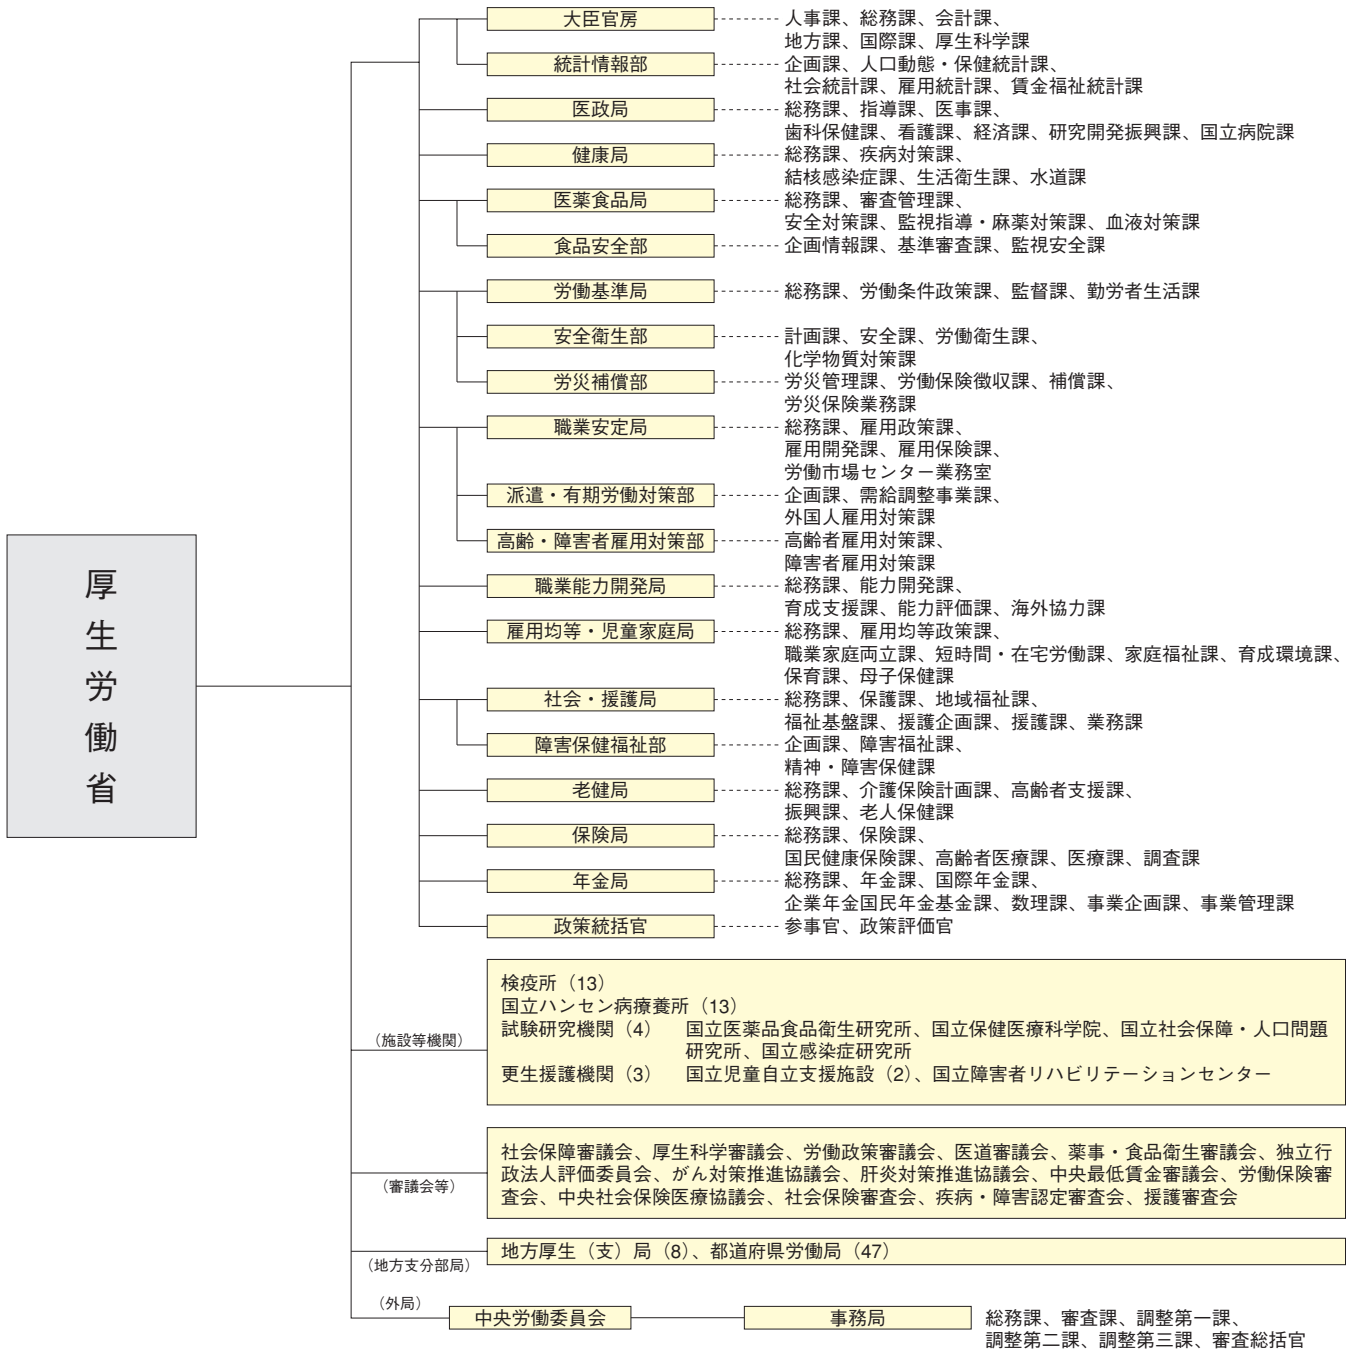 厚生労働省
大臣官房 人事課、総務課、会計課、
地方課、国際課、厚生科学課
統計情報部 企画課、人口動態・保健統計課、
社会統計課、雇用統計課、賃金福祉統計課
医政局 総務課、指導課、医事課、
歯科保健課、看護課、経済課、研究開発振興課、国立病院課
健康局 総務課、疾病対策課、
結核感染症課、生活衛生課、水道課
医薬食品局 総務課、審査管理課、
安全対策課、監視指導・麻薬対策課、血液対策課
食品安全部 企画情報課、基準審査課、監視安全課
労働基準局 総務課、労働条件政策課、監督課、勤労者生活課
安全衛生部 計画課、安全課、労働衛生課、
化学物質対策課
労災補償部 労災管理課、労働保険徴収課、補償課、
労災保険業務課
職業安定局 総務課、雇用政策課、
雇用開発課、雇用保険課、
労働市場センター業務室
派遣・有期労働対策部 企画課、需給調整事業課、
外国人雇用対策課
高齢・障害者雇用対策部 高齢者雇用対策課、
障害者雇用対策課
職業能力開発局 総務課、能力開発課、
育成支援課、能力評価課、海外協力課
雇用均等・児童家庭局 総務課、雇用均等政策課、
職業家庭両立課、短時間・在宅労働課、家庭福祉課、育成環境課、
保育課、母子保健課
社会・援護局 総務課、保護課、地域福祉課、
福祉基盤課、援護企画課、援護課、業務課
障害保健福祉部 企画課、障害福祉課、
精神・障害保健課
老健局 総務課、介護保険計画課、高齢者支援課、
振興課、老人保健課
保険局 総務課、保険課、
国民健康保険課、高齢者医療課、医療課、調査課
年金局 総務課、年金課、国際年金課、
企業年金国民年金基金課、数理課、事業企画課、事業管理課
政策統括官 参事官、政策評価官
（施設等機関）
検疫所（13）
国立ハンセン病療養所（13）
試験研究機関（4） 国立医薬品食品衛生研究所、国立保健医療科学院、国立社会保障・人口問題
研究所、国立感染症研究所
更生援護機関（3） 国立児童自立支援施設（2）、国立障害者リハビリテーションセンター
（審議会等）
社会保障審議会、厚生科学審議会、労働政策審議会、医道審議会、薬事・食品衛生審議会、独立行
政法人評価委員会、がん対策推進協議会、肝炎対策推進協議会、中央最低賃金審議会、労働保険審
査会、中央社会保険医療協議会、社会保険審査会、疾病・障害認定審査会、援護審査会
（地方支分部局）
地方厚生（支）局（8）、都道府県労働局（47）
（外局）
中央労働委員会 事務局 総務課、審査課、調整第一課、
調整第二課、調整第三課、審査総括官